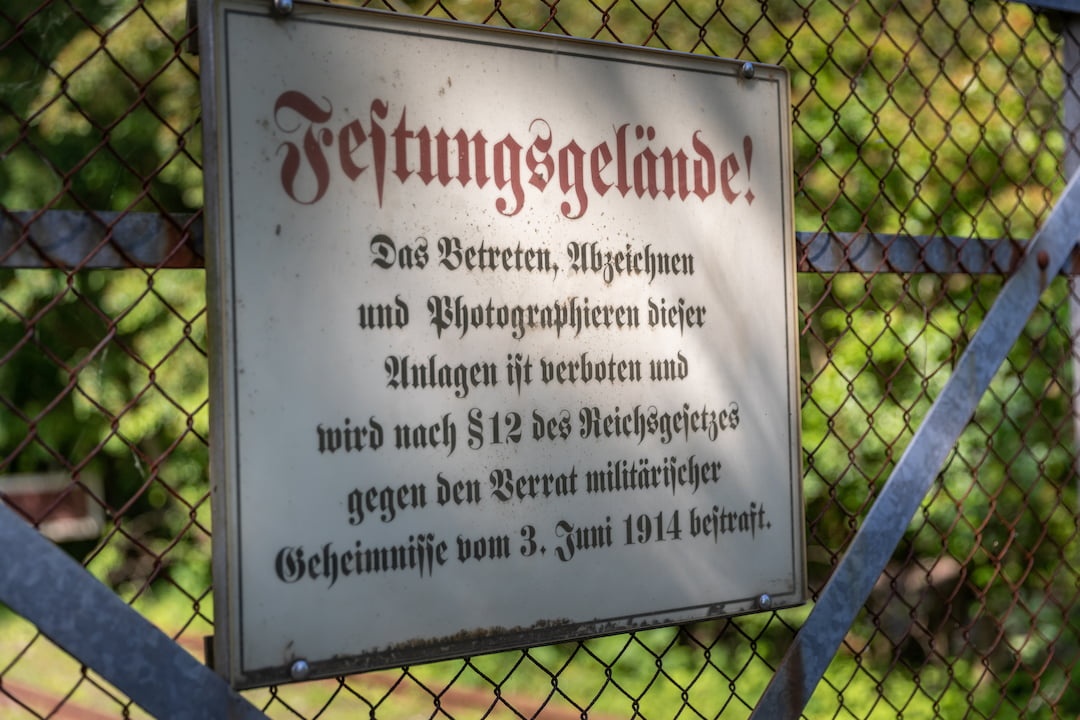 Feſtungsgelände!
Das Betreten, Abzeichnen
und Photographieren dieſer
Anlagen iſt verboten und
wird nach §12 des Reichsgeſetzes
gegen den Verrat militäriſcher
Geheimniſſe vom 3. Juni 1914 beſtraft.